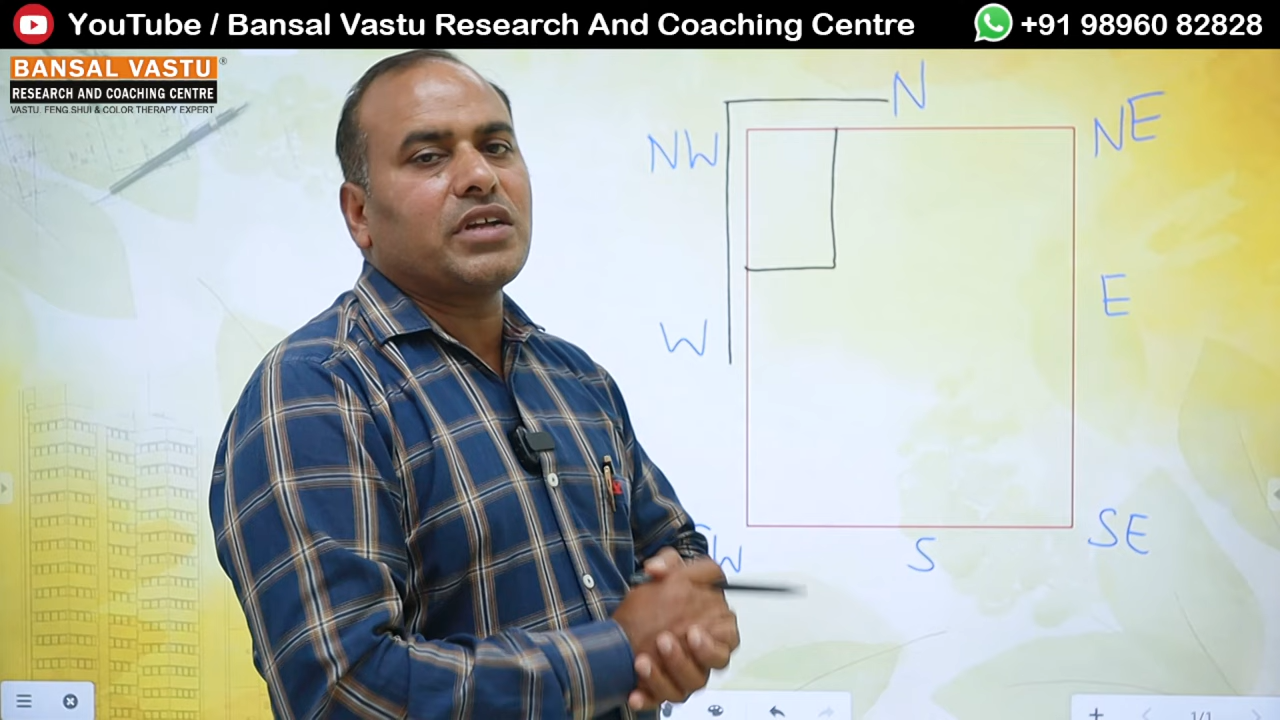 YouTube / Bansal Vastu Research And Coaching Centre
+91 98960 82828
BANSAL VASTU®
RESEARCH AND COACHING CENTRE
VASTU, FENG SHUI & COLOR THERAPY EXPERT
N
NW
NE
E
W
W
S
SE
1/1